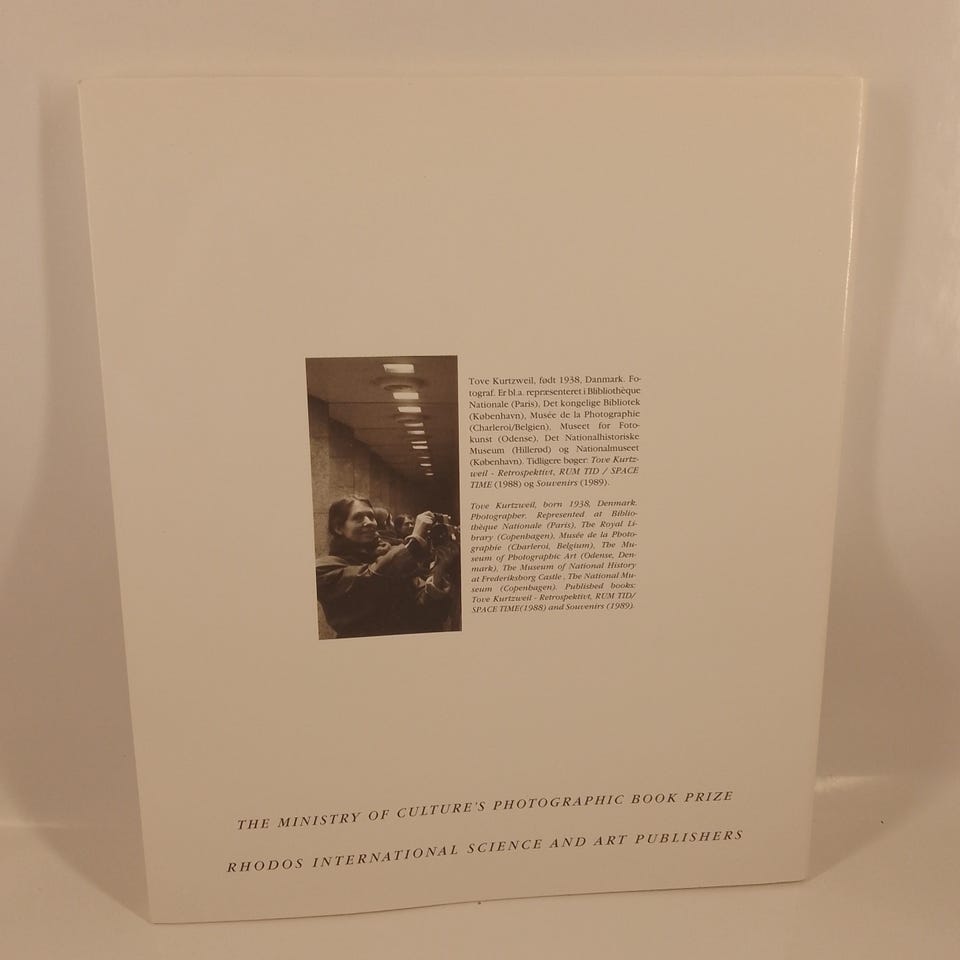 Tove Kurtzweil, født 1938, Danmark. Fo-
tograf. Er bl.a. repræsenteret i Blibliothèque
Nationale (Paris), Det kongelige Bibliotek
(København), Musée de la Photographie
(Charleroi/Belgien). Museet for Foto-
kunst (Odense), Det Nationalhistoriske
Museum (Hillerød) og Nationalmuseet
(København). Tidligere bøger: Tove Kurtz-
weil - Retrospektivt, RUM TID / SPACE
TIME (1988) og Souvenirs (1989).
Tove Kurtzweil, born 1938, Denmark.
Photographer. Represented at Biblio-
thèque Nationale (Paris), The Royal Li-
brary (Copenhagen), Musée de la Photo-
graphie (Charleroi, Belgium), The Mu-
seum of Photographic Art (Odense, Den-
mark), The Museum of National History
at Frederiksborg Castle. The National Mu-
seum (Copenhagen). Published books:
Tove Kurtzweil - Retrospektivt, RUM TID/
SPACE TIME(1988) and Souvenirs (1989).
THE MINISTRY OF CULTURE'S PHOTOGRAPHIC BOOK PRIZE
RHODOS INTERNATIONAL SCIENCE AND ART PUBLISHERS